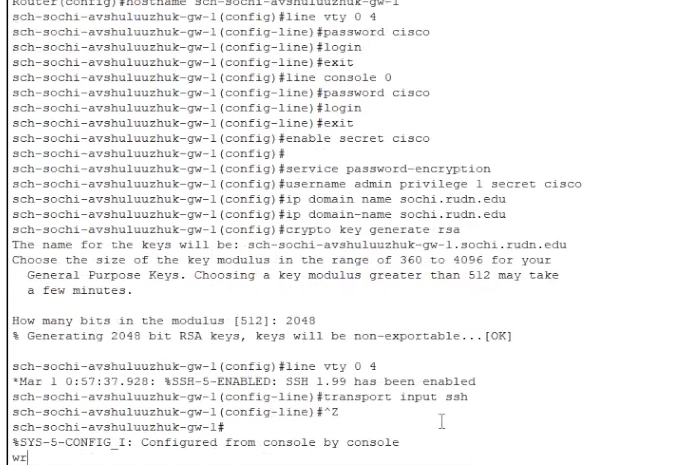 Router(config)#hostname sch-sochi-avshuluuzhuk-gw-1
sch-sochi-avshuluuzhuk-gw-1(config)#line vty 0 4
sch-sochi-avshuluuzhuk-gw-1(config-line)#password cisco
sch-sochi-avshuluuzhuk-gw-1(config-line)#login
sch-sochi-avshuluuzhuk-gw-1(config-line)#exit
sch-sochi-avshuluuzhuk-gw-1(config)#line console 0
sch-sochi-avshuluuzhuk-gw-1(config-line)#password cisco
sch-sochi-avshuluuzhuk-gw-1(config-line)#login
sch-sochi-avshuluuzhuk-gw-1(config-line)#exit
sch-sochi-avshuluuzhuk-gw-1(config)#enable secret cisco
sch-sochi-avshuluuzhuk-gw-1(config)#
sch-sochi-avshuluuzhuk-gw-1(config)#service password-encryption
sch-sochi-avshuluuzhuk-gw-1(config)#username admin privilege 1 secret cisco
sch-sochi-avshuluuzhuk-gw-1(config)#ip domain name sochi.rudn.edu
sch-sochi-avshuluuzhuk-gw-1(config)#ip domain-name sochi.rudn.edu
sch-sochi-avshuluuzhuk-gw-1(config)#crypto key generate rsa
The name for the keys will be: sch-sochi-avshuluuzhuk-gw-1.sochi.rudn.edu
Choose the size of the key modulus in the range of 360 to 4096 for your
General Purpose Keys. Choosing a key modulus greater than 512 may take
a few minutes.
How many bits in the modulus [512]: 2048
% Generating 2048 bit RSA keys, keys will be non-exportable...[OK]
sch-sochi-avshuluuzhuk-gw-1(config)#line vty 0 4
*Mar 1 0:57:37.928: %SSH-5-ENABLED: SSH 1.99 has been enabled
sch-sochi-avshuluuzhuk-gw-1(config-line)#transport input ssh
sch-sochi-avshuluuzhuk-gw-1(config-line)#^Z
sch-sochi-avshuluuzhuk-gw-1#
%SYS-5-CONFIG_I: Configured from console by console
wr